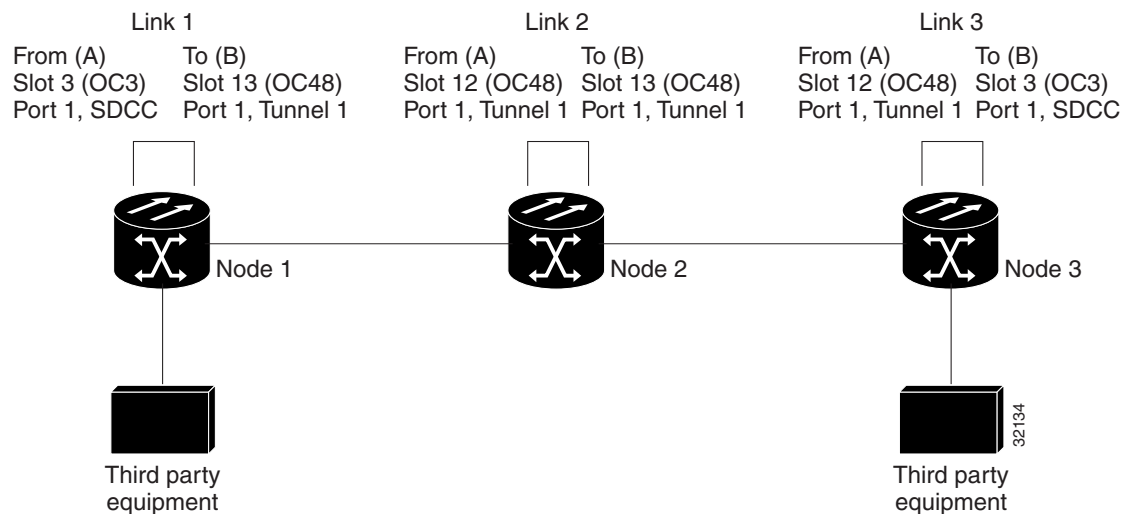 Link 1
From (A) To (B)
Slot 3 (OC3) Slot 13 (OC48)
Port 1, SDCC Port 1, Tunnel 1
Link 2
From (A) To (B)
Slot 12 (OC48) Slot 13 (OC48)
Port 1, Tunnel 1 Port 1, Tunnel 1
Link 3
From (A) To (B)
Slot 12 (OC48) Slot 3 (OC3)
Port 1, Tunnel 1 Port 1, SDCC
Node 1
Node 2
Node 3
Third party
equipment
Third party
equipment
32134